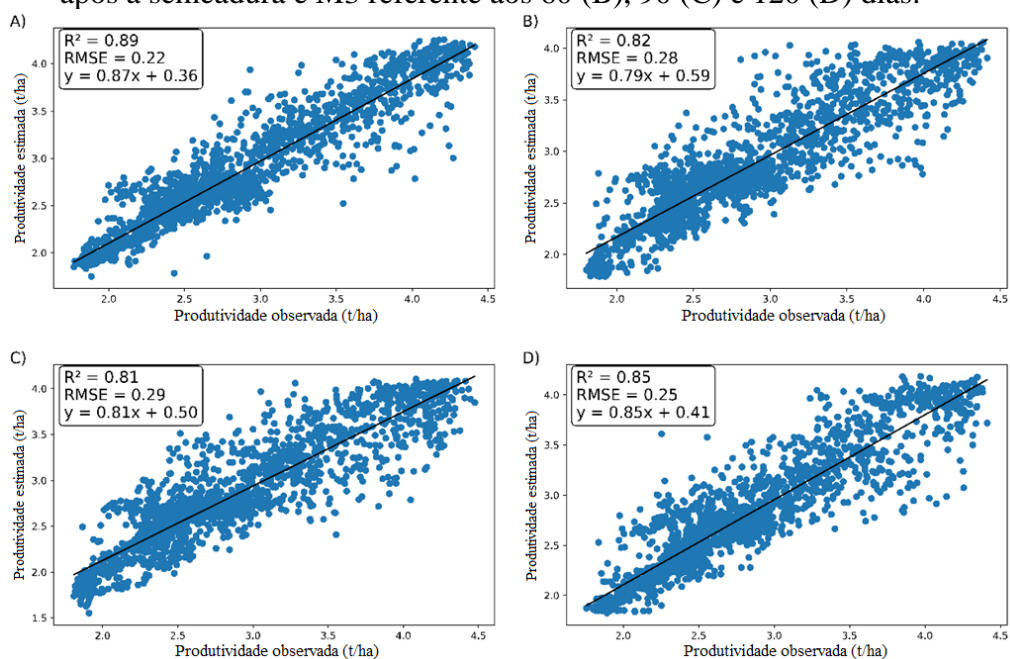 após a semeadura e M3 referente aos 60 (B), 90 (C) e 120 (D) dias.
A)
R² = 0.89
RMSE = 0.22
y = 0.87x + 0.36
Produtividade estimada (t/ha)
4.0
3.5
3.0
2.5
2.0
2.0 2.5 3.0 3.5 4.0 4.5
Produtividade observada (t/ha)
B)
R² = 0.82
RMSE = 0.28
y = 0.79x + 0.59
Produtividade estimada (t/ha)
4.0
3.5
3.0
2.5
2.0
2.0 2.5 3.0 3.5 4.0 4.5
Produtividade observada (t/ha)
C)
R² = 0.81
RMSE = 0.29
y = 0.81x + 0.50
Produtividade estimada (t/ha)
4.0
3.5
3.0
2.5
2.0
1.5
2.0 2.5 3.0 3.5 4.0 4.5
Produtividade observada (t/ha)
D)
R² = 0.85
RMSE = 0.25
y = 0.85x + 0.41
Produtividade estimada (t/ha)
4.0
3.5
3.0
2.5
2.0
2.0 2.5 3.0 3.5 4.0 4.5
Produtividade observada (t/ha)